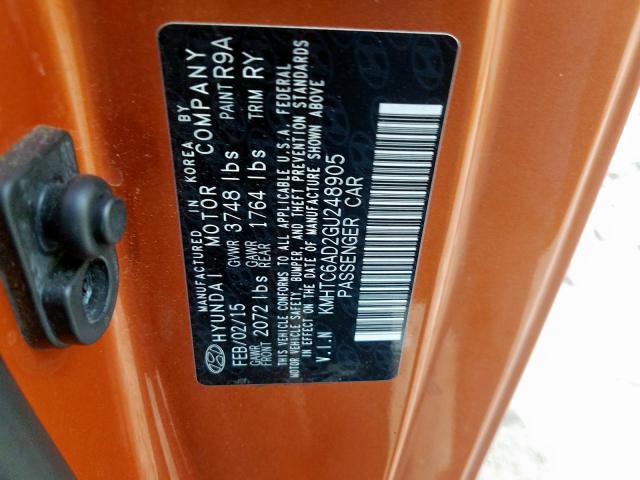 MANUFACTURED IN KOREA BY
HYUNDAI MOTOR COMPANY
FEB/02/15 GVWR 3748 lbs PAINT R9A
GAWR FRONT 2072 lbs GAWR REAR 1764 lbs TRIM RY
THIS VEHICLE CONFORMS TO ALL APPLICABLE U.S.A. FEDERAL
MOTOR VEHICLE SAFETY, BUMPER, AND THEFT PREVENTION STANDARDS
IN EFFECT ON THE DATE OF MANUFACTURE SHOWN ABOVE
V.I.N KMHTC6AD2GU248905
PASSENGER CAR